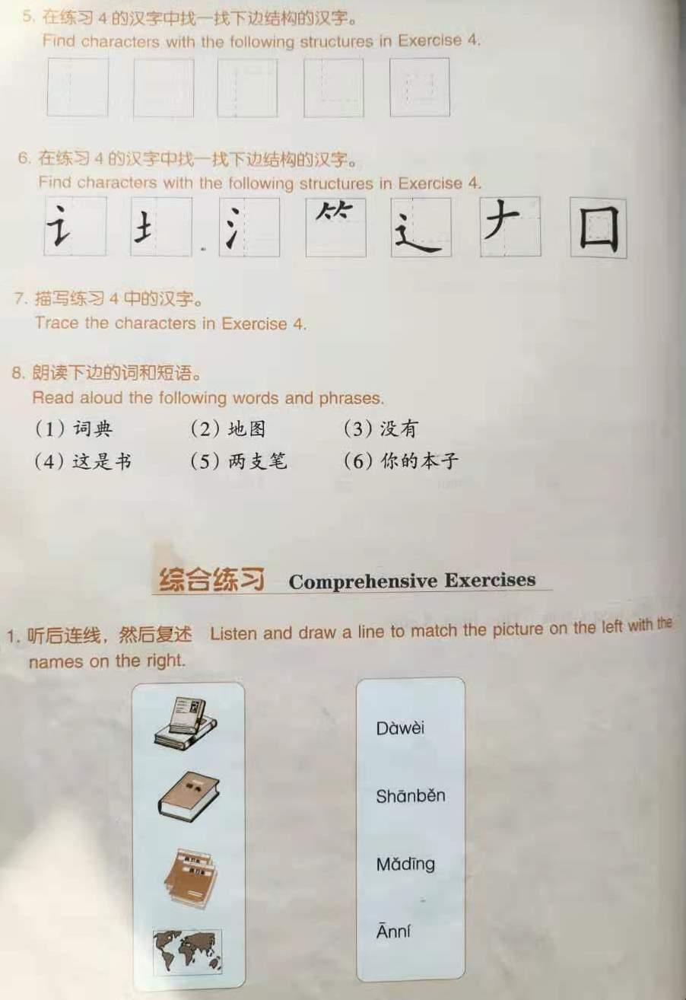 5. 在练习 4 的汉字中找一找下边结构的汉字。
Find characters with the following structures in Exercise 4.
6. 在练习 4 的汉字中找一找下边结构的汉字。
Find characters with the following structures in Exercise 4.
讠 土 氵 ⺮ 辶 𠂇 囗
7. 描写练习 4 中的汉字。
Trace the characters in Exercise 4.
8. 朗读下边的词和短语。
Read aloud the following words and phrases.
（1）词典 （2）地图 （3）没有
（4）这是书 （5）两支笔 （6）你的本子
综合练习 Comprehensive Exercises
1. 听后连线，然后复述 Listen and draw a line to match the picture on the left with the
names on the right.
Dàwèi
Shānběn
Mǎdīng
Ānní